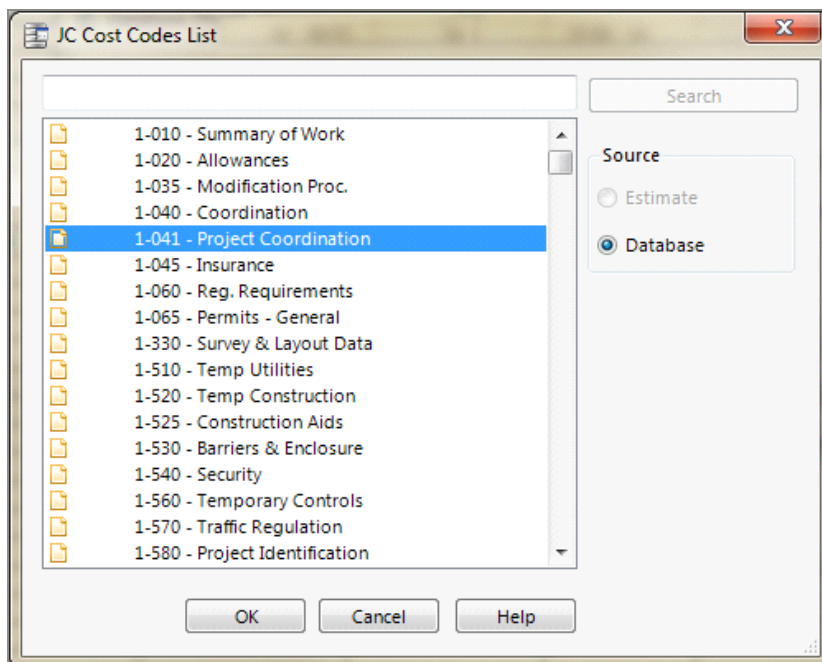 JC Cost Codes List
Search
1-010 - Summary of Work
1-020 - Allowances
1-035 - Modification Proc.
1-040 - Coordination
1-041 - Project Coordination
1-045 - Insurance
1-060 - Reg. Requirements
1-065 - Permits - General
1-330 - Survey & Layout Data
1-510 - Temp Utilities
1-520 - Temp Construction
1-525 - Construction Aids
1-530 - Barriers & Enclosure
1-540 - Security
1-560 - Temporary Controls
1-570 - Traffic Regulation
1-580 - Project Identification
Source
Estimate
Database
OK Cancel Help